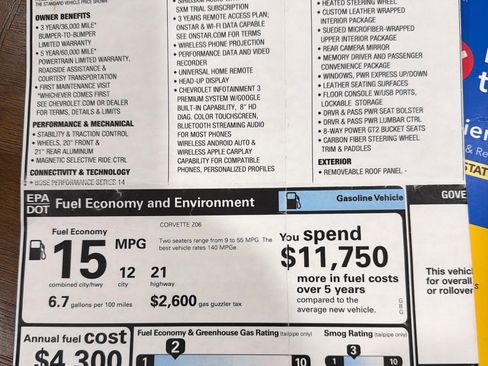 THE STANDARD VEHICLE PRICE SHOWN
OWNER BENEFITS
• 3 YEAR/36,000 MILE*
BUMPER-TO-BUMPER
LIMITED WARRANTY
• 5 YEAR/60,000 MILE*
POWERTRAIN LIMITED WARRANTY,
ROADSIDE ASSISTANCE &
COURTESY TRANSPORTATION
• FIRST MAINTENANCE VISIT
*WHICHEVER COMES FIRST
SEE CHEVROLET.COM OR DEALER
FOR TERMS, DETAILS & LIMITS
PERFORMANCE & MECHANICAL
• STABILITY & TRACTION CONTROL
• WHEELS, 20" FRONT &
21" REAR ALUMINUM
• MAGNETIC SELECTIVE RIDE CTRL
CONNECTIVITY & TECHNOLOGY
• BOSE PERFORMANCE SERIES 14
SXM TRIAL SUBSCRIPTION
• 3 YEARS REMOTE ACCESS PLAN;
ONSTAR & WI-FI DATA CAPABLE
SEE ONSTAR.COM FOR TERMS
• WIRELESS PHONE PROJECTION
• PERFORMANCE DATA AND VIDEO
RECORDER
• UNIVERSAL HOME REMOTE
• HEAD-UP DISPLAY
• CHEVROLET INFOTAINMENT 3
PREMIUM SYSTEM W/GOOGLE
BUILT-IN CAPABILITY, 8" HD
DIAG. COLOR TOUCHSCREEN,
BLUETOOTH STREAMING AUDIO
FOR MOST PHONES
WIRELESS ANDROID AUTO &
WIRELESS APPLE CARPLAY
CAPABILITY FOR COMPATIBLE
PHONES, PERSONALIZED PROFILES
• HEATED STEERING WHEEL
• CUSTOM LEATHER WRAPPED
INTERIOR PACKAGE
• SUEDED MICROFIBER-WRAPPED
UPPER INTERIOR PACKAGE
• REAR CAMERA MIRROR
• MEMORY DRIVER AND PASSENGER
CONVENIENCE PACKAGE
• WINDOWS, PWR EXPRESS UP/DOWN
• LEATHER SEATING SURFACES
• FLOOR CONSOLE W/USB PORTS,
LOCKABLE STORAGE
• DRVR & PASS PWR SEAT BOLSTER
• DRVR & PASS PWR LUMBAR CTRL
• 8-WAY POWER GT2 BUCKET SEATS
• CARBON FIBER STEERING WHEEL
TRIM & PADDLES
EXTERIOR
• REMOVABLE ROOF PANEL -
EPA
DOT
Fuel Economy and Environment
Gasoline Vehicle
CORVETTE Z06
Fuel Economy
15 MPG
combined city/hwy
12
city
21
highway
Two seaters range from 9 to 55 MPG. The
best vehicle rates 140 MPGe.
6.7 gallons per 100 miles
$2,600 gas guzzler tax
You spend
$11,750
more in fuel costs
over 5 years
compared to the
average new vehicle.
Annual fuel cost
$4,300
Fuel Economy & Greenhouse Gas Rating (tailpipe only)
2
1
10
Smog Rating (tailpipe only)
3
1
10
GOVE
This vehic
for overall
or rollover
STAT